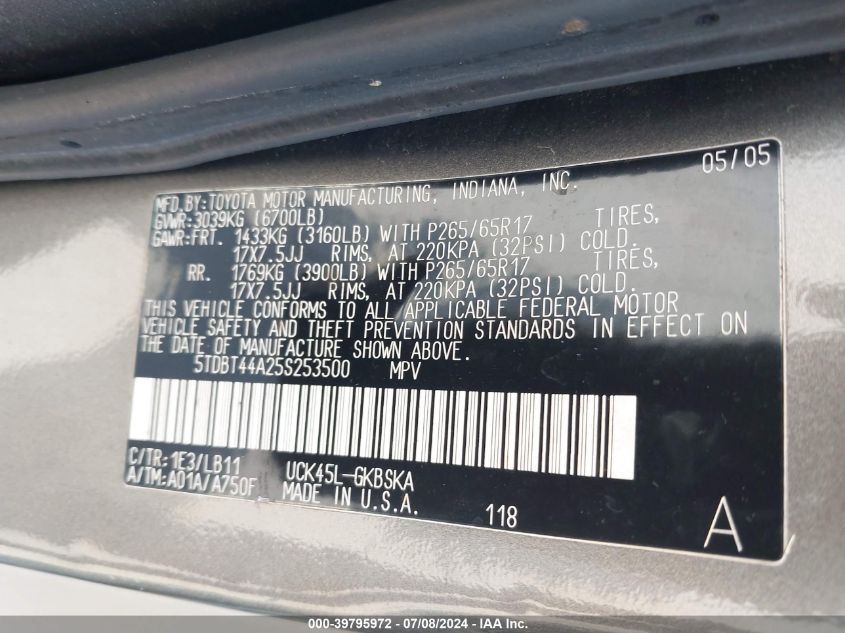 05/05
MFD.BY:TOYOTA MOTOR MANUFACTURING, INDIANA, INC.
GVWR:3039KG (6700LB)
GAWR:FRT. 1433KG (3160LB) WITH P265/65R17 TIRES,
17X7.5JJ RIMS, AT 220KPA (32PSI) COLD.
RR. 1769KG (3900LB) WITH P265/65R17 TIRES,
17X7.5JJ RIMS, AT 220KPA (32PSI) COLD.
THIS VEHICLE CONFORMS TO ALL APPLICABLE FEDERAL MOTOR
VEHICLE SAFETY AND THEFT PREVENTION STANDARDS IN EFFECT ON
THE DATE OF MANUFACTURE SHOWN ABOVE.
5TDBT44A25S253500 MPV
C/TR:1E3/LB11 UCK45L-GKBSKA
A/TM:A01A/A750F MADE IN U.S.A.
118 A
000-39795972 - 07/08/2024 - IAA Inc.